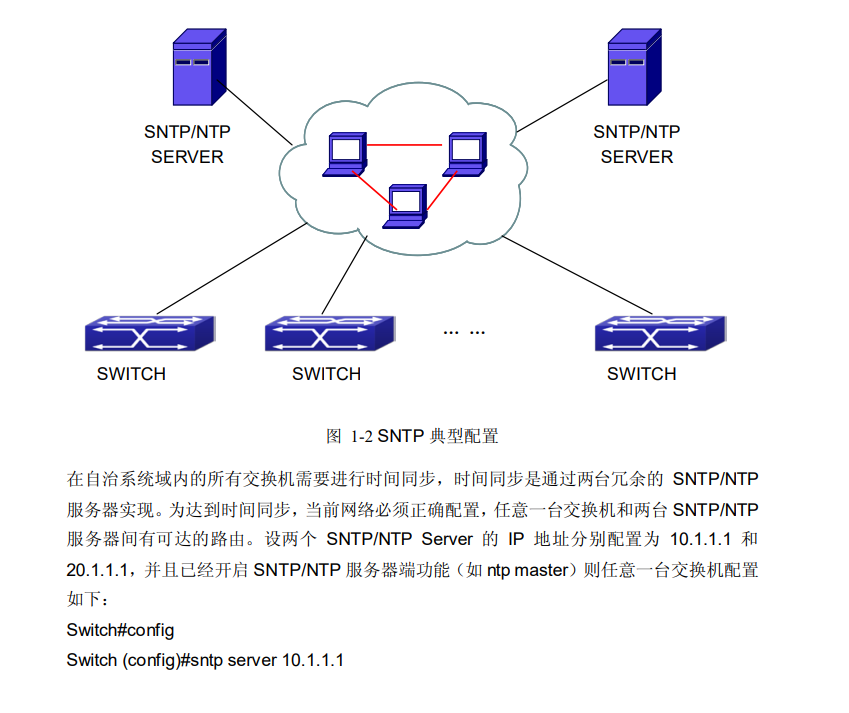 SNTP/NTP
SERVER
SNTP/NTP
SERVER
... ...
SWITCH
SWITCH
SWITCH
图 1-2 SNTP 典型配置
在自治系统域内的所有交换机需要进行时间同步，时间同步是通过两台冗余的 SNTP/NTP
服务器实现。为达到时间同步，当前网络必须正确配置，任意一台交换机和两台 SNTP/NTP
服务器间有可达的路由。设两个 SNTP/NTP Server 的 IP 地址分别配置为 10.1.1.1 和
20.1.1.1，并且已经开启 SNTP/NTP 服务器端功能（如 ntp master）则任意一台交换机配置
如下：
Switch#config
Switch (config)#sntp server 10.1.1.1